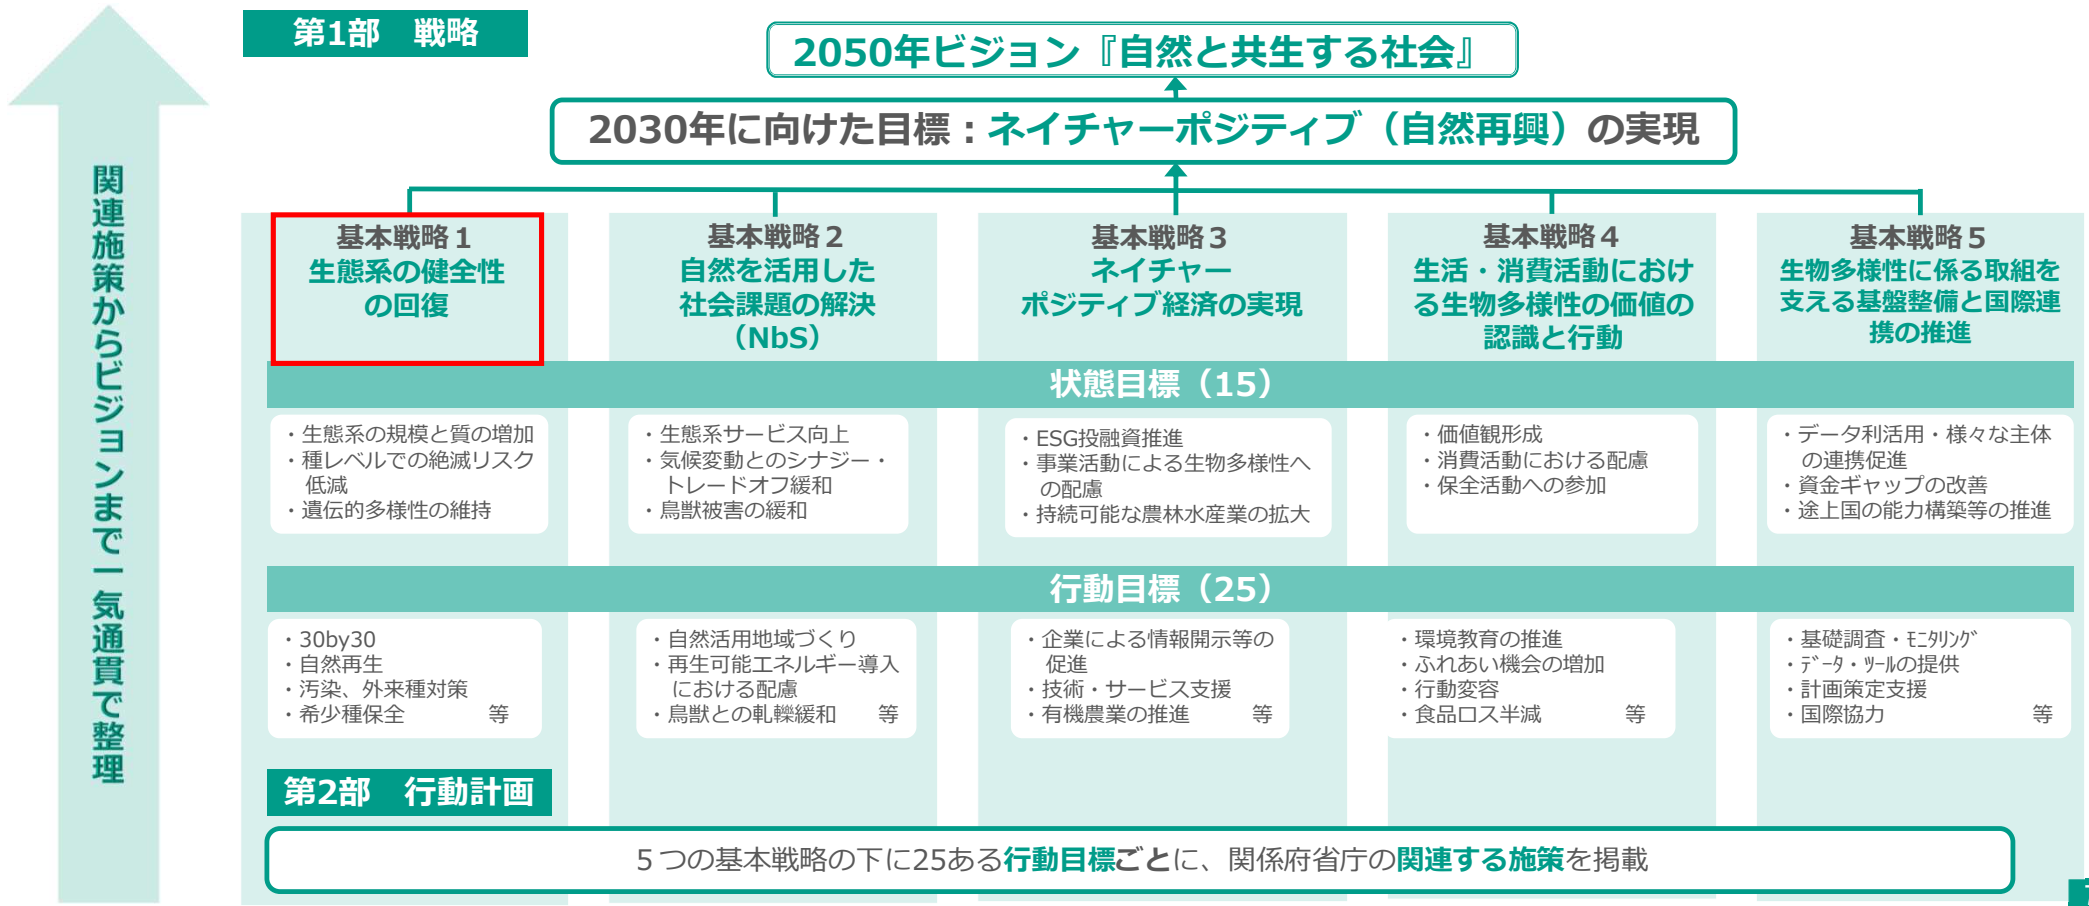 第1部　戦略
2050年ビジョン『自然と共生する社会』
2030年に向けた目標：ネイチャーポジティブ（自然再興）の実現
関連施策からビジョンまで一気通貫で整理
基本戦略１
生態系の健全性
の回復
基本戦略２
自然を活用した
社会課題の解決
（NbS）
基本戦略３
ネイチャー
ポジティブ経済の実現
基本戦略４
生活・消費活動におけ
る生物多様性の価値の
認識と行動
基本戦略５
生物多様性に係る取組を
支える基盤整備と国際連
携の推進
状態目標（15）
・生態系の規模と質の増加
・種レベルでの絶滅リスク
低減
・遺伝的多様性の維持
・生態系サービス向上
・気候変動とのシナジー・
トレードオフ緩和
・鳥獣被害の緩和
・ESG投融資推進
・事業活動による生物多様性へ
の配慮
・持続可能な農林水産業の拡大
・価値観形成
・消費活動における配慮
・保全活動への参加
・データ利活用・様々な主体
の連携促進
・資金ギャップの改善
・途上国の能力構築等の推進
行動目標（25）
・30by30
・自然再生
・汚染、外来種対策
・希少種保全　　　　等
・自然活用地域づくり
・再生可能エネルギー導入
における配慮
・鳥獣との軋轢緩和　　等
・企業による情報開示等の
促進
・技術・サービス支援
・有機農業の推進　　　等
・環境教育の推進
・ふれあい機会の増加
・行動変容
・食品ロス半減　　　　等
・基礎調査・ﾓﾆﾀﾘﾝｸﾞ
・ﾃﾞｰﾀ・ﾂｰﾙの提供
・計画策定支援
・国際協力　　　　　　　等
第2部　行動計画
５つの基本戦略の下に25ある行動目標ごとに、関係府省庁の関連する施策を掲載